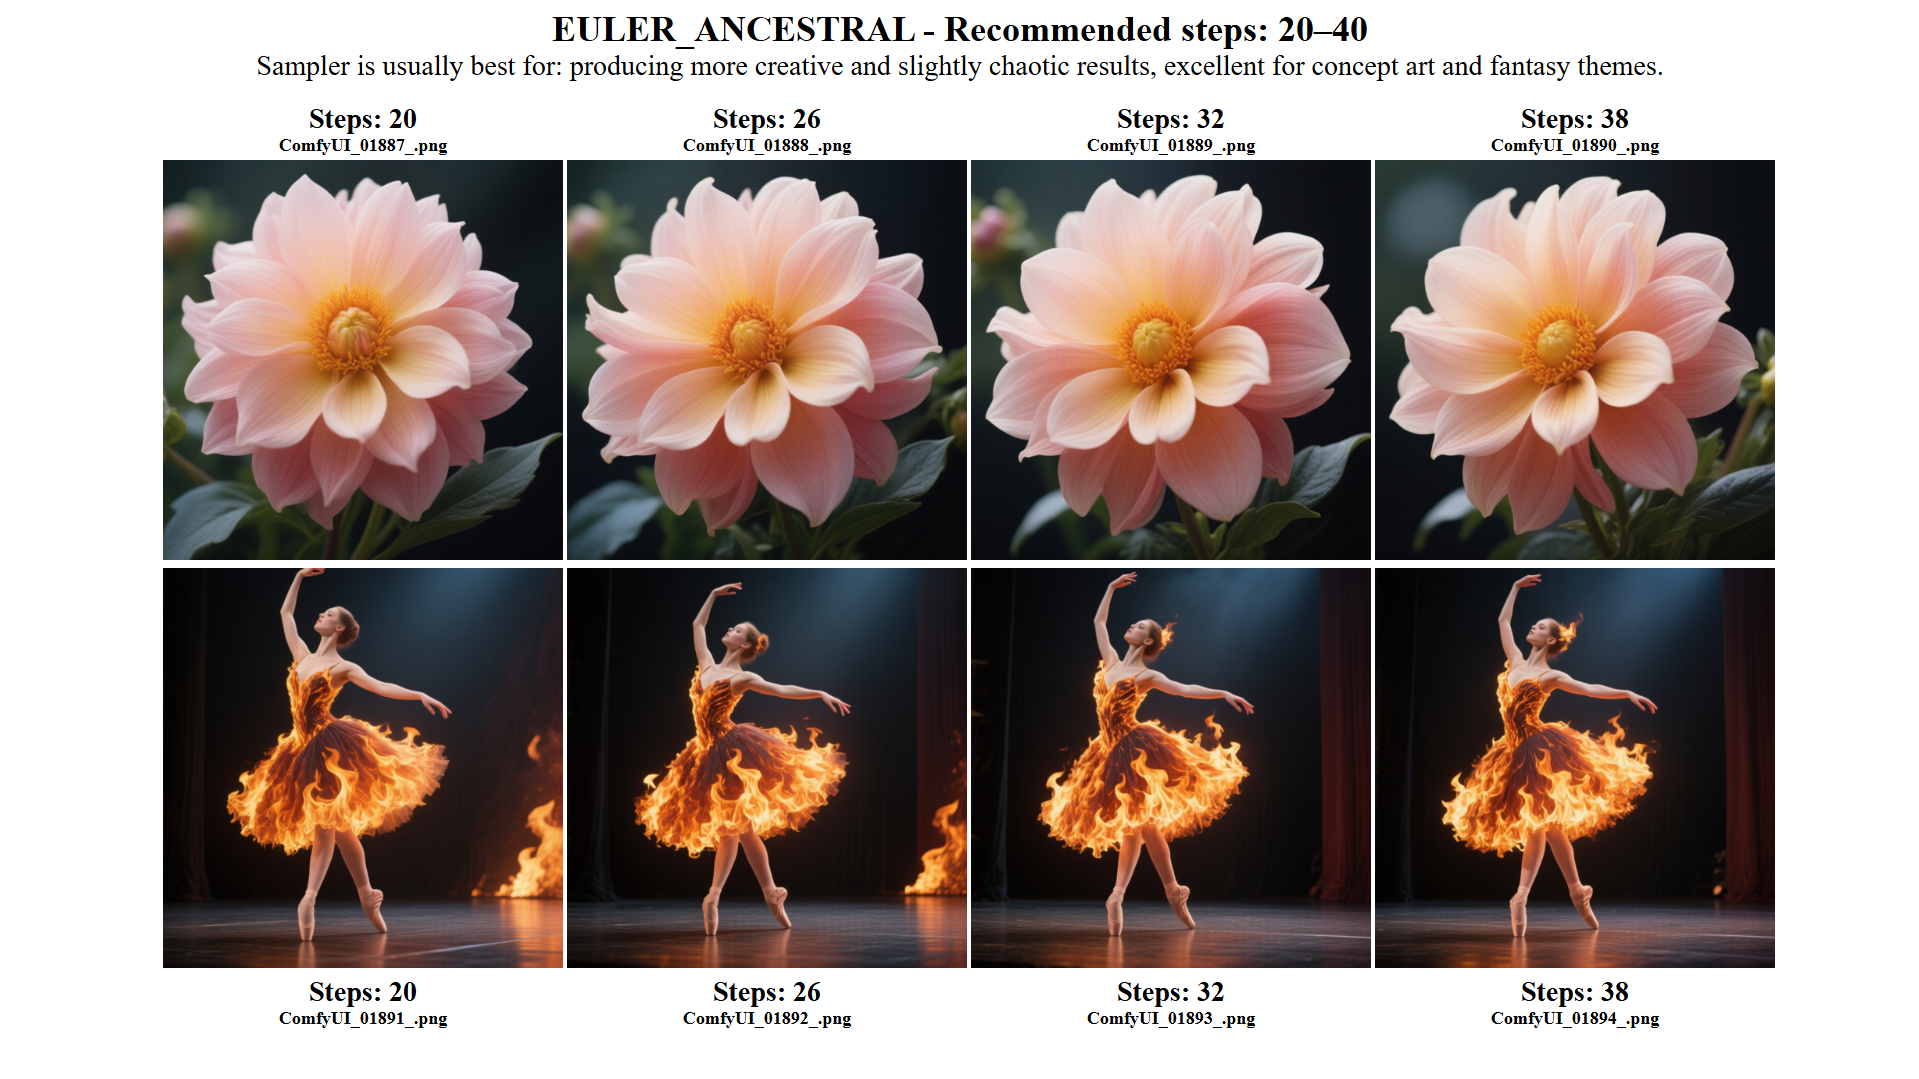 EULER_ANCESTRAL - Recommended steps: 20–40
Sampler is usually best for: producing more creative and slightly chaotic results, excellent for concept art and fantasy themes.
Steps: 20
ComfyUI_01887_.png
Steps: 26
ComfyUI_01888_.png
Steps: 32
ComfyUI_01889_.png
Steps: 38
ComfyUI_01890_.png
Steps: 20
ComfyUI_01891_.png
Steps: 26
ComfyUI_01892_.png
Steps: 32
ComfyUI_01893_.png
Steps: 38
ComfyUI_01894_.png